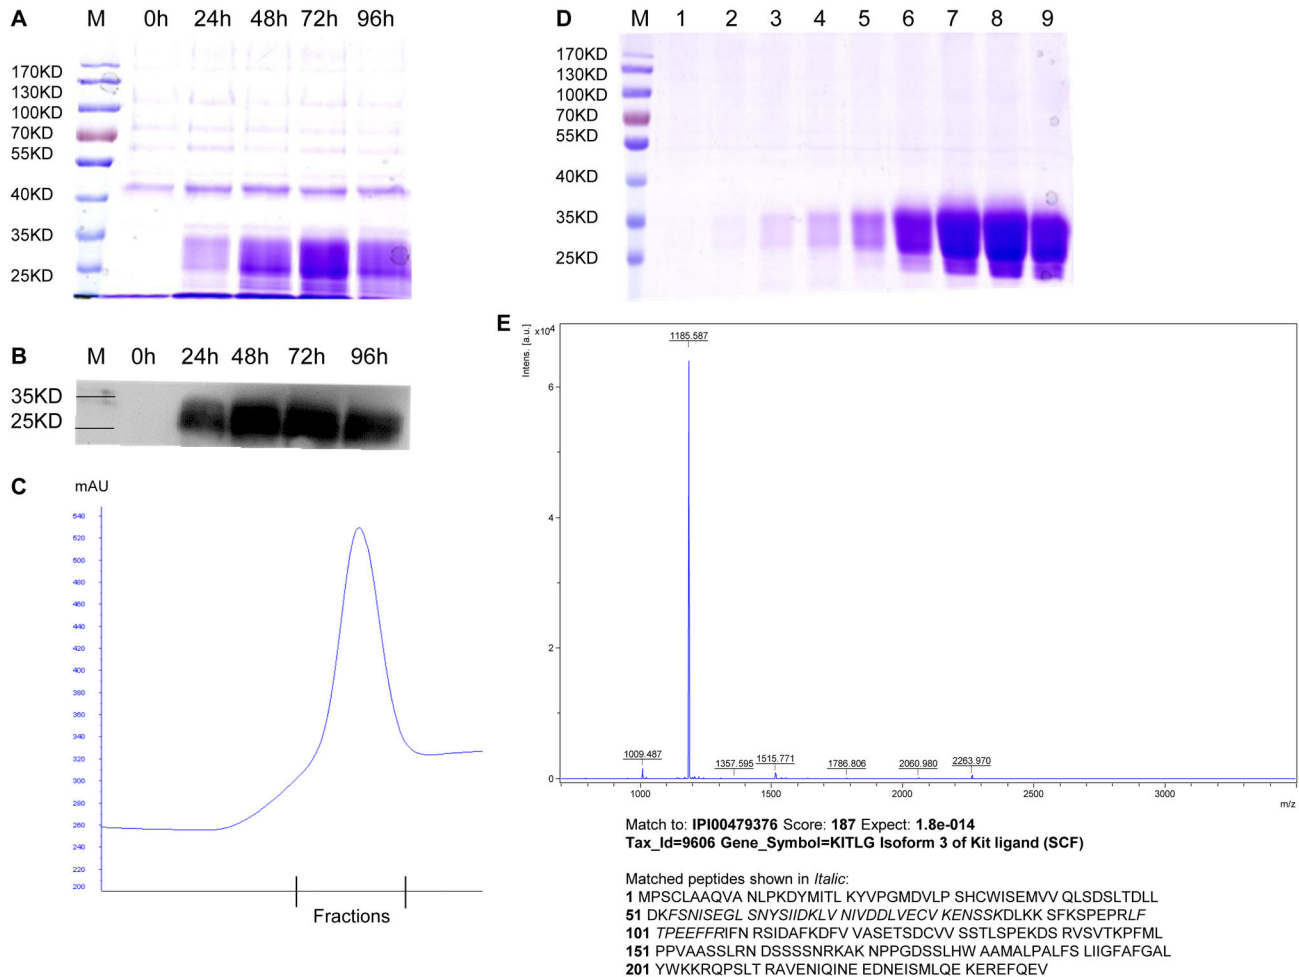 A
M 0h 24h 48h 72h 96h
170KD
130KD
100KD
70KD
55KD
40KD
35KD
25KD
B
M 0h 24h 48h 72h 96h
35KD
25KD
C
mAU
640
620
600
580
460
440
420
400
380
360
340
320
300
280
260
240
220
200
Fractions
D
M 1 2 3 4 5 6 7 8 9
170KD
130KD
100KD
70KD
55KD
40KD
35KD
25KD
E
Intens. [a.u.]
x10⁴
6
4
2
0
1185.587
1009.487
1357.595
1515.771
1786.806
2060.980
2263.970
1000 1500 2000 2500 3000
m/z
Match to: IPI00479376 Score: 187 Expect: 1.8e-014
Tax_Id=9606 Gene_Symbol=KITLG Isoform 3 of Kit ligand (SCF)
Matched peptides shown in Italic:
1 MPSCLAAQVA NLPKDYMITL KYVPGMDVLP SHCWISEMVV QLSDSLTDLL
51 DKFSNISEGL SNYSIIDKLV NIVDDLVECV KENSSKDLKK SFKSPEPRLF
101 TPEEFFRIFN RSIDAFKDFV VASETSDCVV SSTLSPEKDS RVSVTKPFML
151 PPVAASSLRN DSSSSNRKAK NPPGDSSLHW AAMALPALFS LIIGFAFGAL
201 YWKKRQPSLT RAVENIQINE EDNEISMLQE KEREFQEV